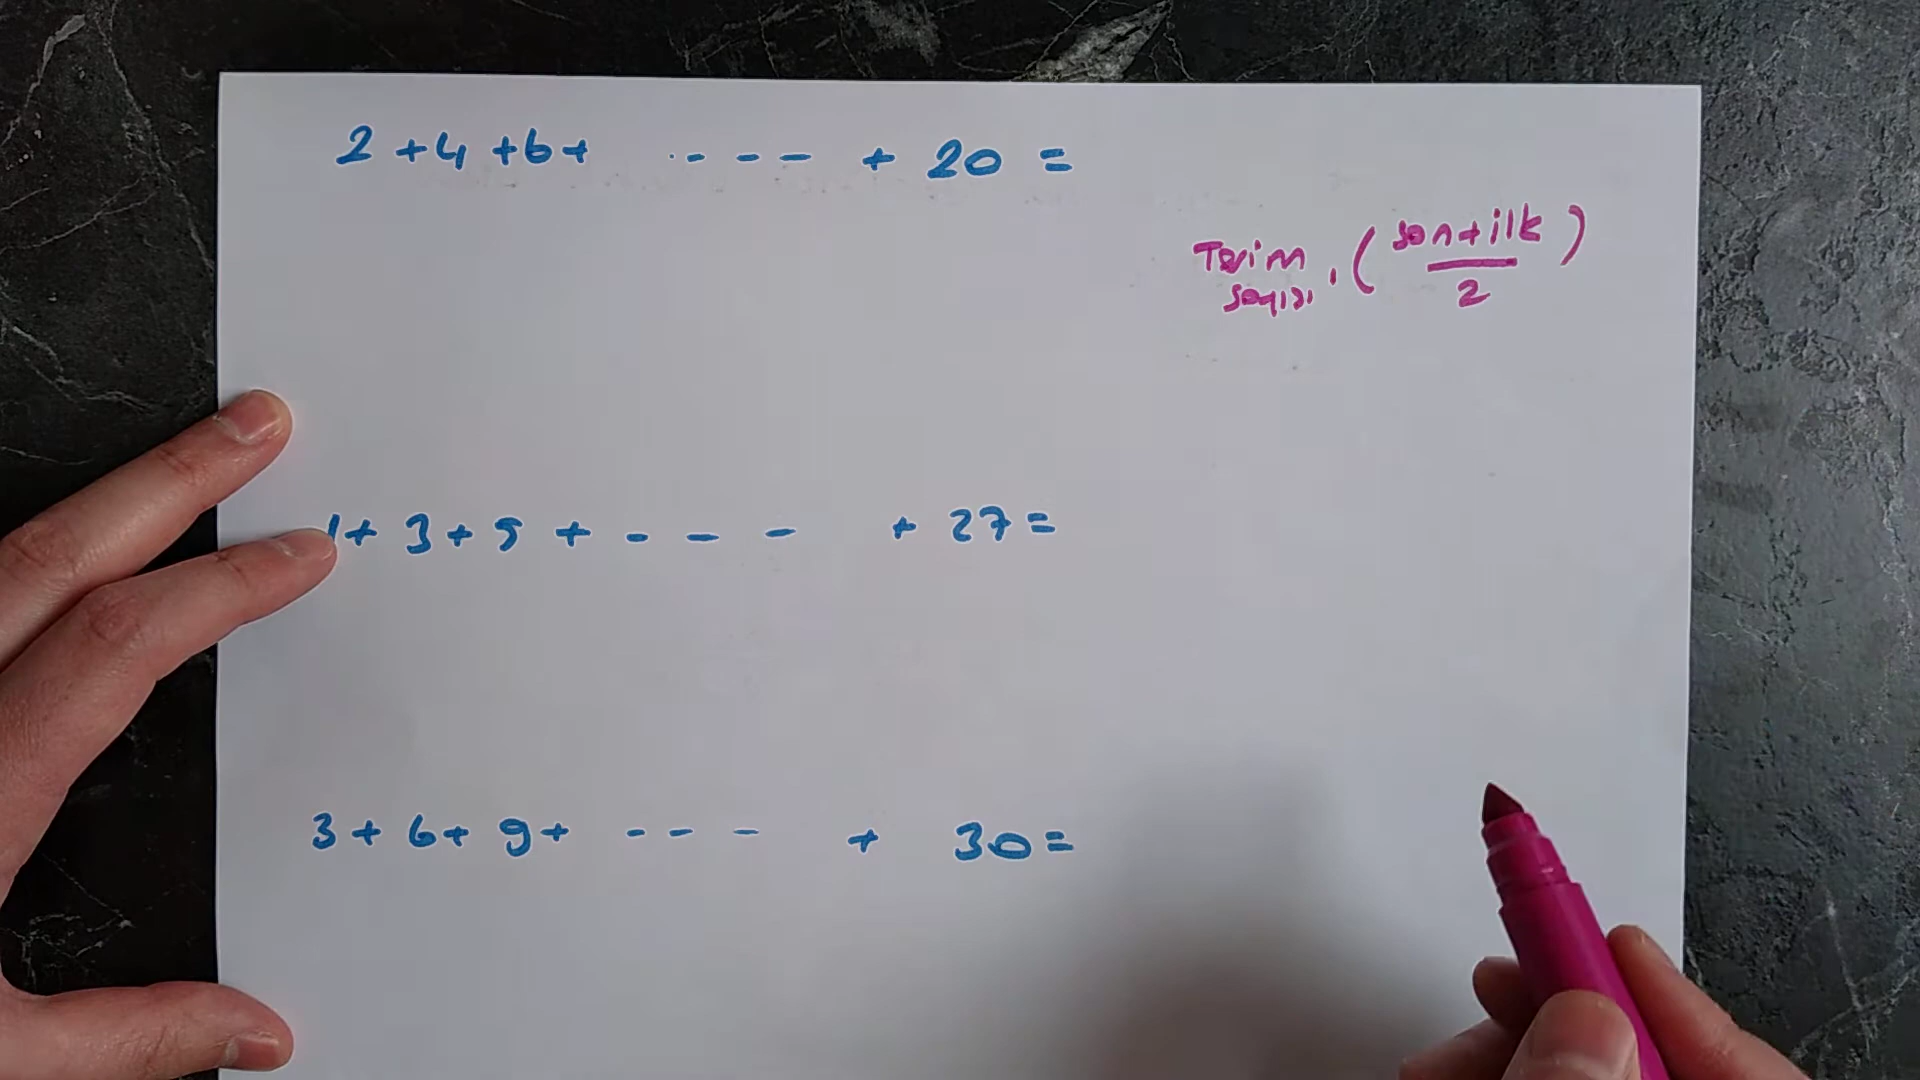 2 + 4 + 6 + - - - + 20 =
Terim sayısı . ( son + ilk / 2 )
1 + 3 + 5 + - - - + 27 =
3 + 6 + 9 + - - - + 30 =